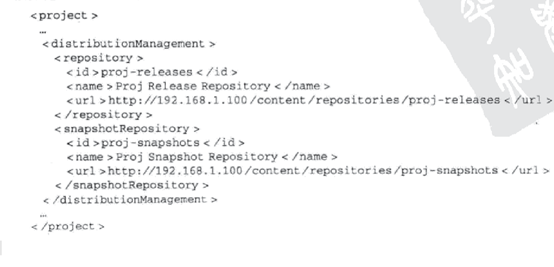 <project>
…
<distributionManagement>
<repository>
<id>proj-releases</id>
<name>Proj Release Repository</name>
<url>http://192.168.1.100/content/repositories/proj-releases</url>
</repository>
<snapshotRepository>
<id>proj-snapshots</id>
<name>Proj Snapshot Repository</name>
<url>http://192.168.1.100/content/repositories/proj-snapshots</url>
</snapshotRepository>
</distributionManagement>
…
</project>